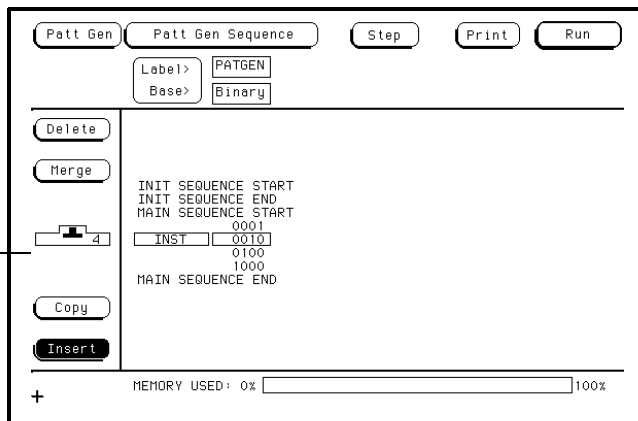 Patt Gen Patt Gen Sequence Step Print Run
Label> PATGEN
Base> Binary
Delete
Merge
INIT SEQUENCE START
INIT SEQUENCE END
MAIN SEQUENCE START
0001
4 INST 0010
0100
1000
MAIN SEQUENCE END
Copy
Insert
MEMORY USED: 0% 100%